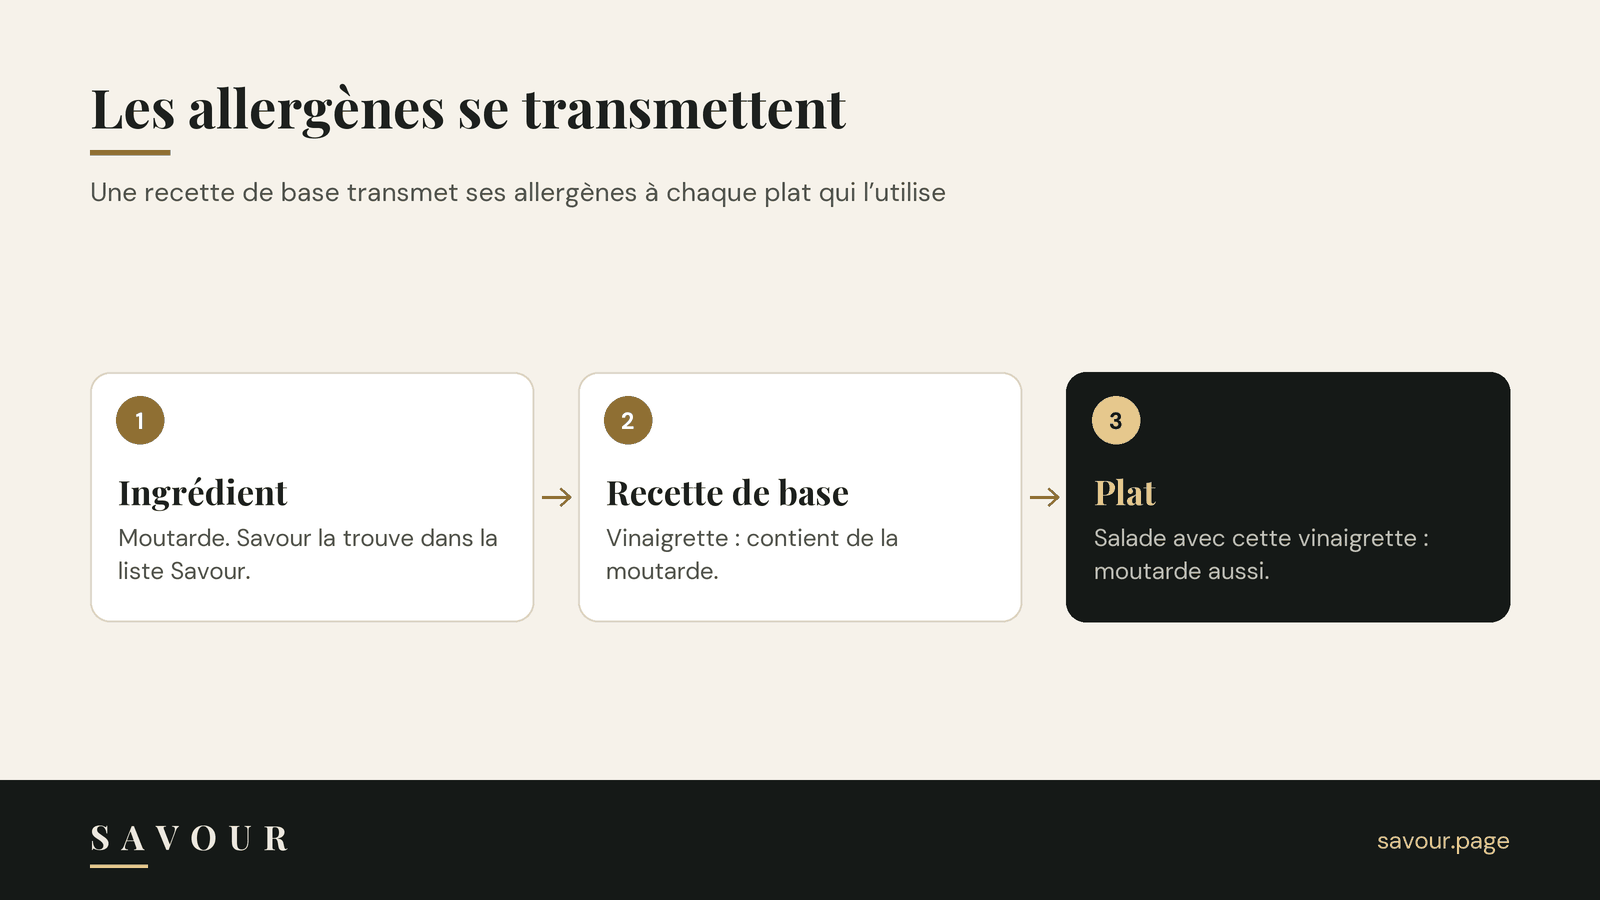 Les allergènes se transmettent
Une recette de base transmet ses allergènes à chaque plat qui l’utilise
1
Ingrédient
Moutarde. Savour la trouve dans la
liste Savour.
2
Recette de base
Vinaigrette : contient de la
moutarde.
3
Plat
Salade avec cette vinaigrette :
moutarde aussi.
SAVOUR
savour.page